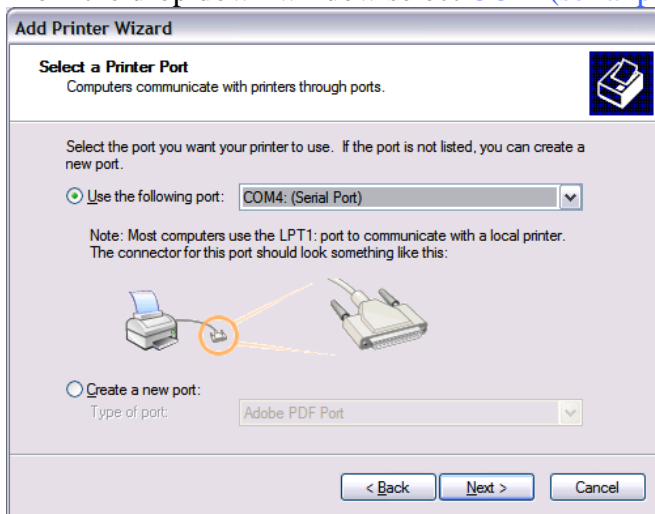 Add Printer Wizard
Select a Printer Port
Computers communicate with printers through ports.
Select the port you want your printer to use. If the port is not listed, you can create a
new port.
Use the following port: COM4: (Serial Port)
Note: Most computers use the LPT1: port to communicate with a local printer.
The connector for this port should look something like this:
Create a new port:
Type of port: Adobe PDF Port
< Back Next > Cancel